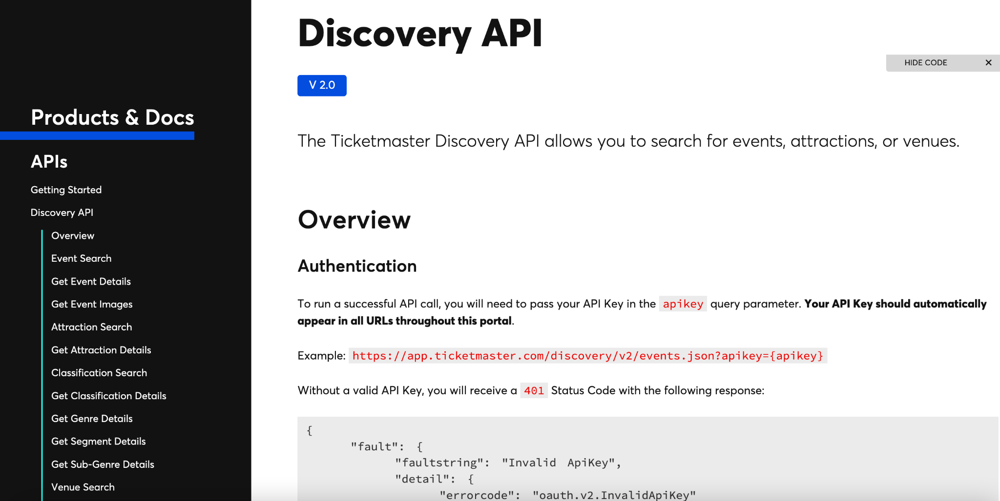 Products & Docs
APIs
Getting Started
Discovery API
Overview
Event Search
Get Event Details
Get Event Images
Attraction Search
Get Attraction Details
Classification Search
Get Classification Details
Get Genre Details
Get Segment Details
Get Sub-Genre Details
Venue Search
Discovery API
HIDE CODE ✕
V 2.0
The Ticketmaster Discovery API allows you to search for events, attractions, or venues.
Overview
Authentication
To run a successful API call, you will need to pass your API Key in the apikey query parameter. Your API Key should automatically
appear in all URLs throughout this portal.
Example: https://app.ticketmaster.com/discovery/v2/events.json?apikey={apikey}
Without a valid API Key, you will receive a 401 Status Code with the following response:
{
"fault": {
"faultstring": "Invalid ApiKey",
"detail": {
"errorcode": "oauth.v2.InvalidApiKey"